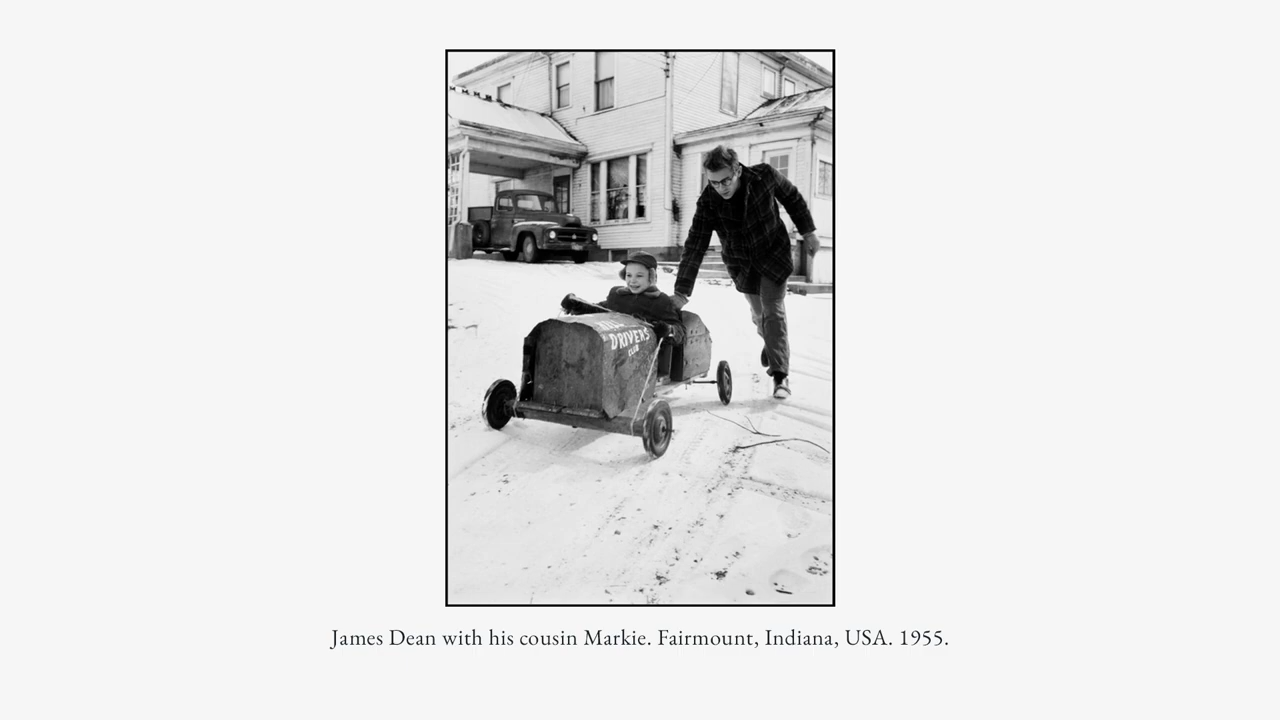 DRIVERS
CLUB
James Dean with his cousin Markie. Fairmount, Indiana, USA. 1955.